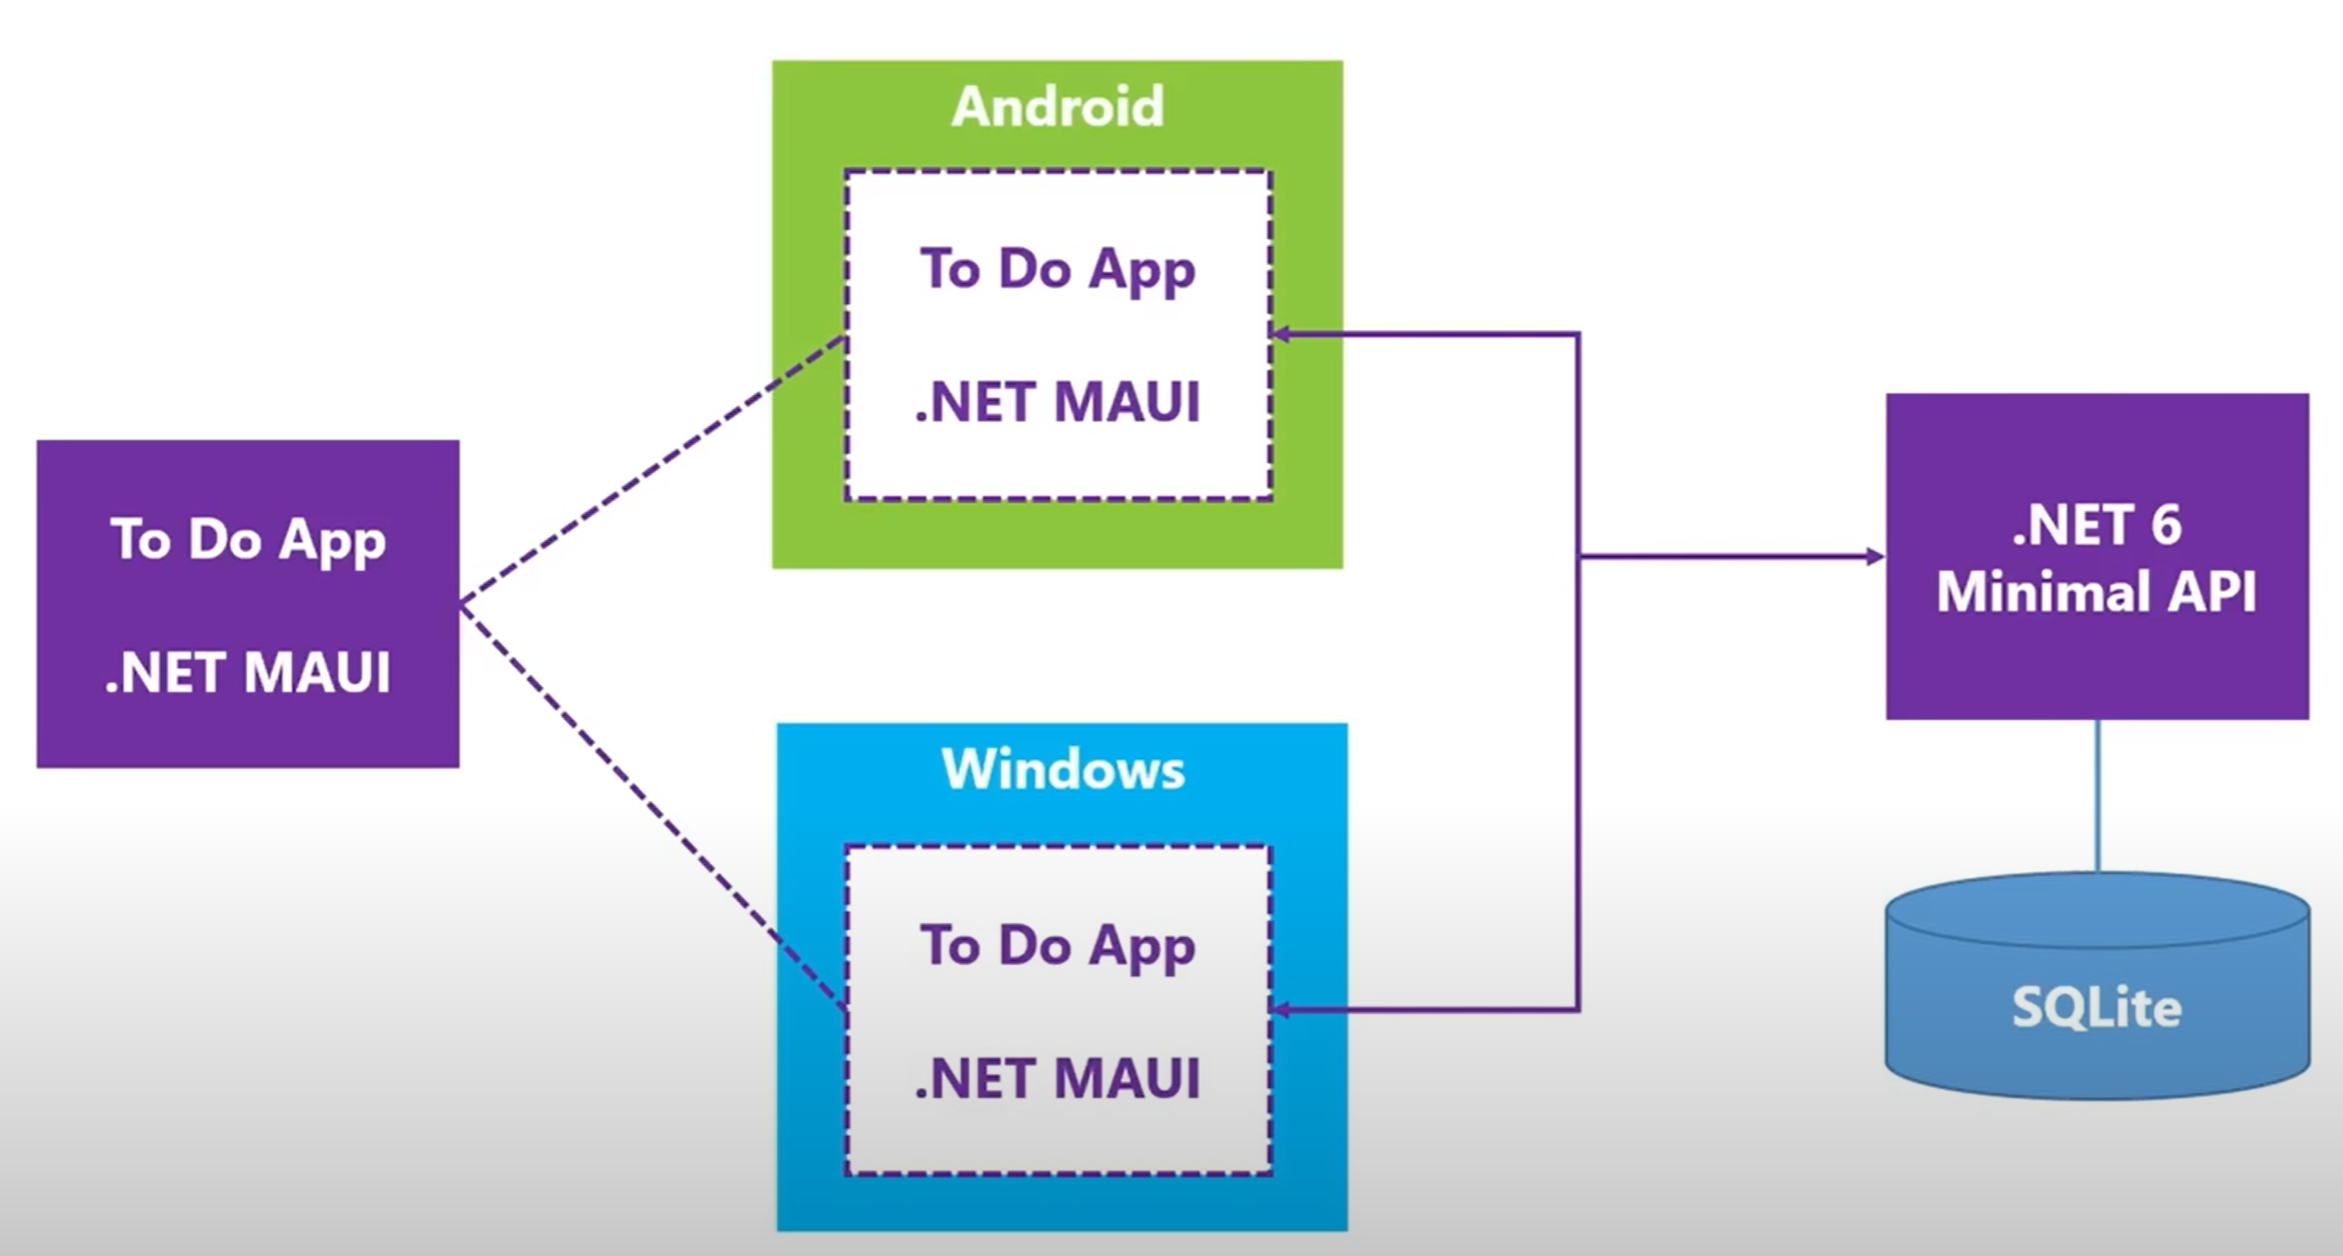 To Do App
.NET MAUI
Android
To Do App
.NET MAUI
Windows
To Do App
.NET MAUI
.NET 6
Minimal API
SQLite